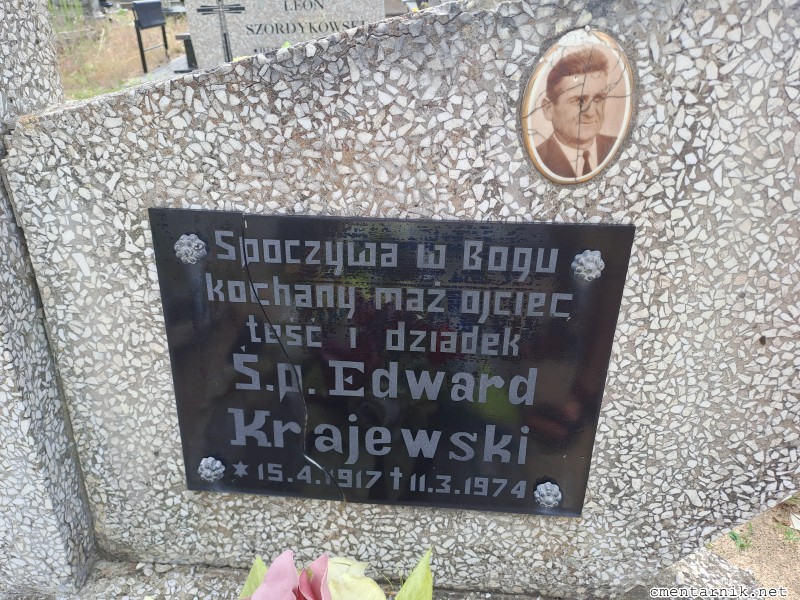 LEON
SZORDYKOWSKI
Spoczywa w Bogu
kochany mąż ojciec
teść i dziadek
Ś.p. Edward
Krajewski
* 15.4.1917 † 11.3.1974
cmentarnik.net